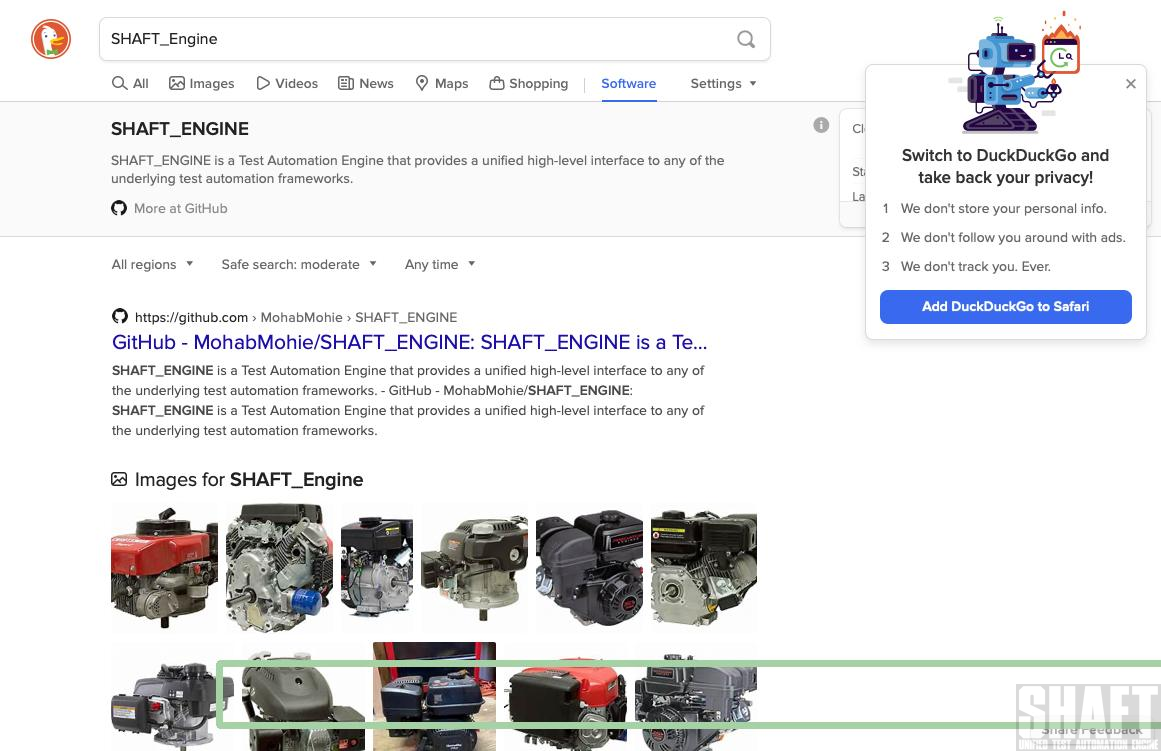 SHAFT_Engine
All
Images
Videos
News
Maps
Shopping
Software
Settings
SHAFT_ENGINE
SHAFT_ENGINE is a Test Automation Engine that provides a unified high-level interface to any of the
underlying test automation frameworks.
More at GitHub
Switch to DuckDuckGo and
take back your privacy!
1 We don't store your personal info.
2 We don't follow you around with ads.
3 We don't track you. Ever.
Add DuckDuckGo to Safari
All regions
Safe search: moderate
Any time
https://github.com › MohabMohie › SHAFT_ENGINE
GitHub - MohabMohie/SHAFT_ENGINE: SHAFT_ENGINE is a Te...
SHAFT_ENGINE is a Test Automation Engine that provides a unified high-level interface to any of
the underlying test automation frameworks. - GitHub - MohabMohie/SHAFT_ENGINE:
SHAFT_ENGINE is a Test Automation Engine that provides a unified high-level interface to any of
the underlying test automation frameworks.
Images for SHAFT_Engine
SHAFT
Share Feedback